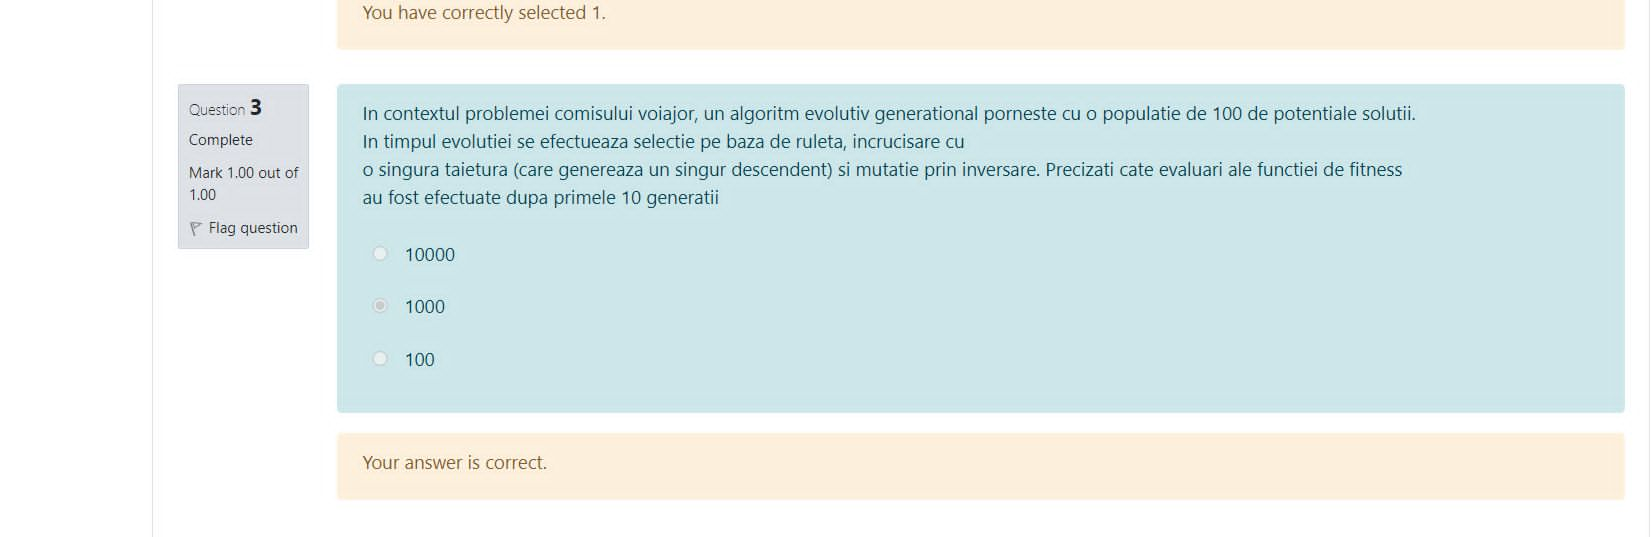 You have correctly selected 1.
Question 3
Complete
Mark 1.00 out of
1.00
Flag question
In contextul problemei comisului voiajor, un algoritm evolutiv generational porneste cu o populatie de 100 de potentiale solutii.
In timpul evolutiei se efectueaza selectie pe baza de ruleta, incrucisare cu
o singura taietura (care genereaza un singur descendent) si mutatie prin inversare. Precizati cate evaluari ale functiei de fitness
au fost efectuate dupa primele 10 generatii
10000
1000
100
Your answer is correct.